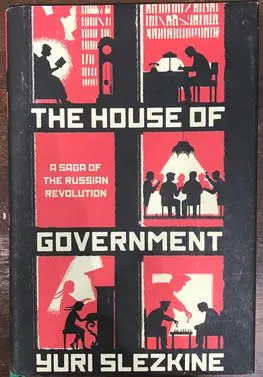 THE HOUSE OF
A SAGA OF
THE RUSSIAN
REVOLUTION
GOVERNMENT
YURI SLEZKINE